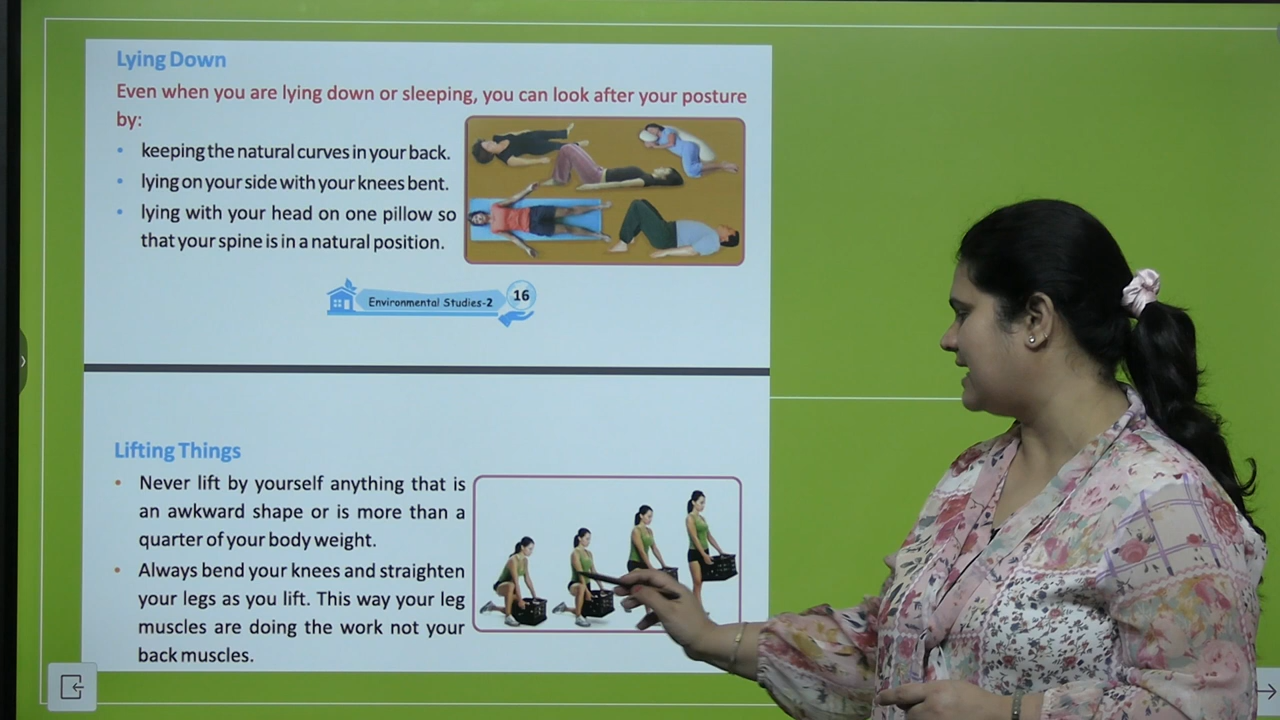 Lying Down
Even when you are lying down or sleeping, you can look after your posture
by:
• keeping the natural curves in your back.
• lying on your side with your knees bent.
• lying with your head on one pillow so
that your spine is in a natural position.
Environmental Studies-2 16
Lifting Things
• Never lift by yourself anything that is
an awkward shape or is more than a
quarter of your body weight.
• Always bend your knees and straighten
your legs as you lift. This way your leg
muscles are doing the work not your
back muscles.